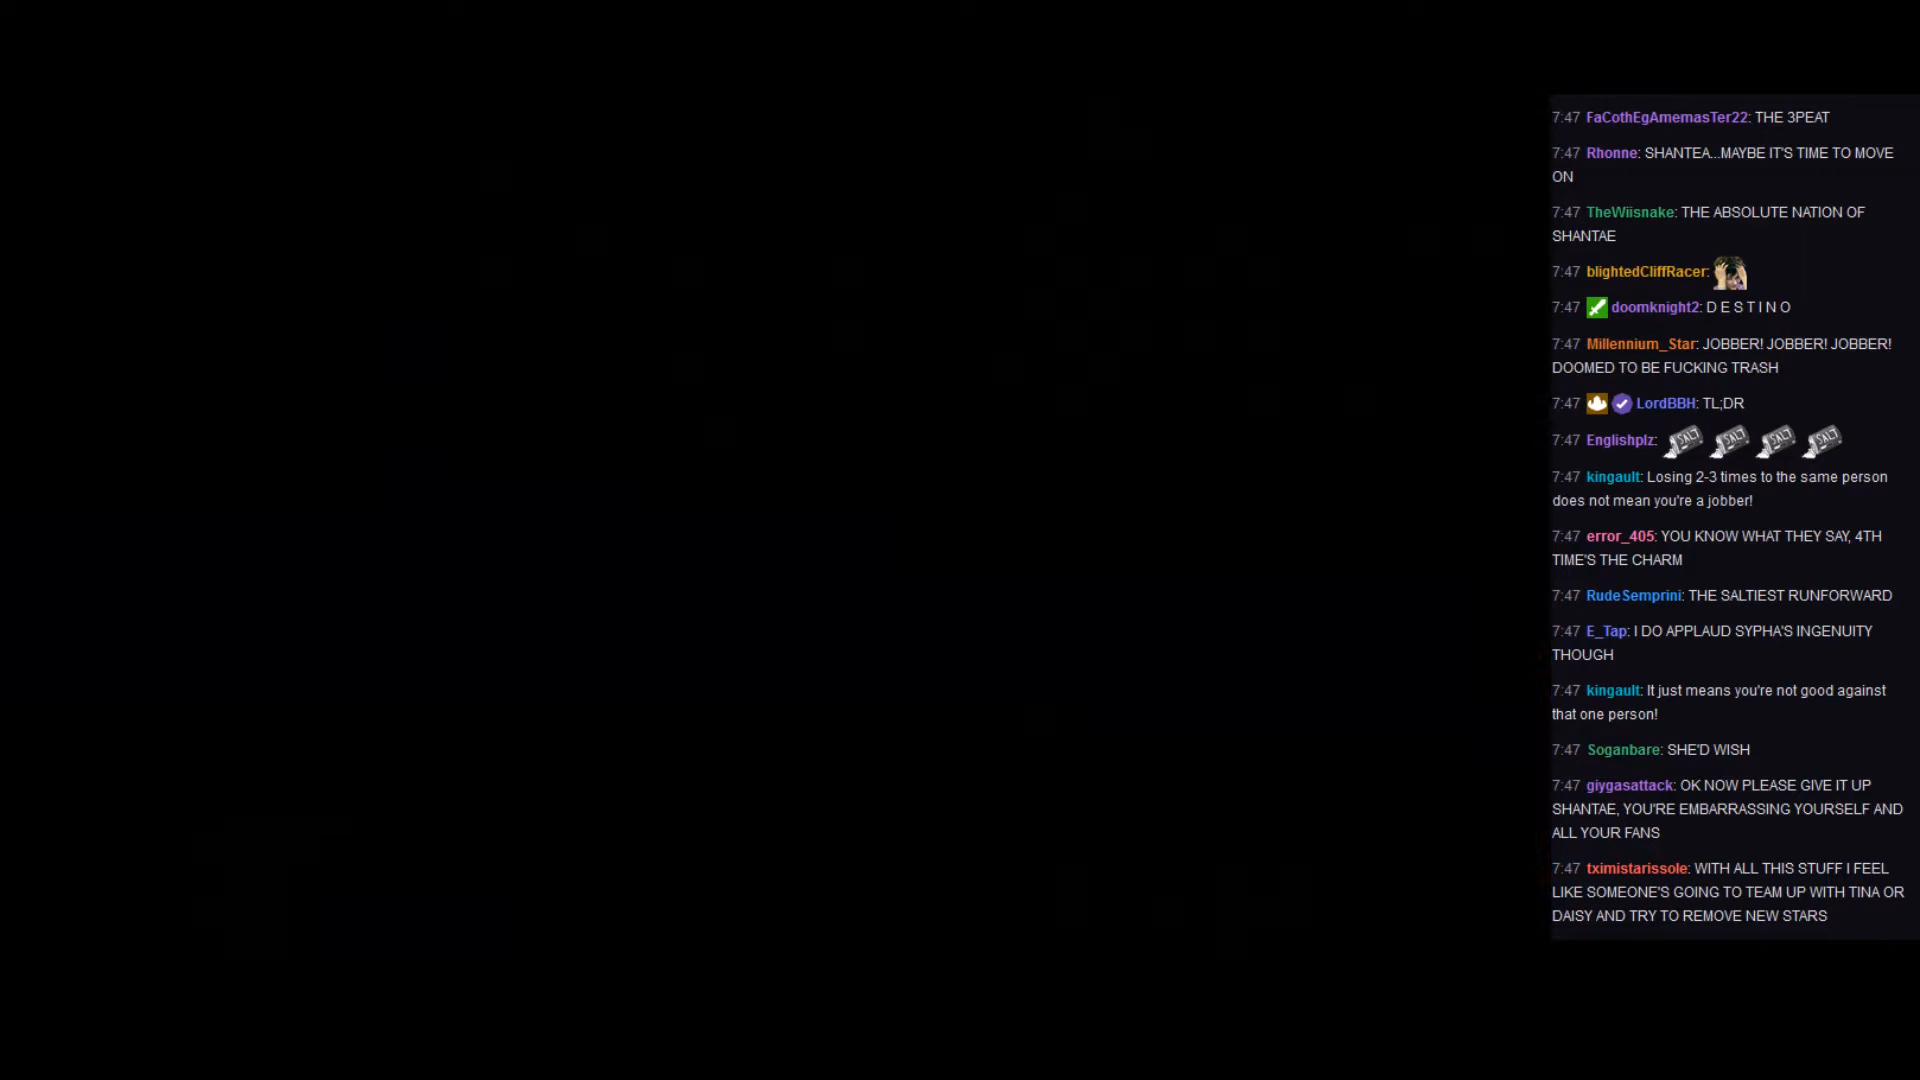 7:47 FaCothEgAmemasTer22: THE 3PEAT
7:47 Rhonne: SHANTEA...MAYBE IT'S TIME TO MOVE
ON
7:47 TheWiisnake: THE ABSOLUTE NATION OF
SHANTAE
7:47 blightedCliffRacer:
7:47 doomknight2: D E S T I N O
7:47 Millennium_Star: JOBBER! JOBBER! JOBBER!
DOOMED TO BE FUCKING TRASH
7:47 LordBBH: TL;DR
7:47 Englishplz: SALT SALT SALT SALT
7:47 kingault: Losing 2-3 times to the same person
does not mean you're a jobber!
7:47 error_405: YOU KNOW WHAT THEY SAY, 4TH
TIME'S THE CHARM
7:47 RudeSemprini: THE SALTIEST RUNFORWARD
7:47 E_Tap: I DO APPLAUD SYPHA'S INGENUITY
THOUGH
7:47 kingault: It just means you're not good against
that one person!
7:47 Soganbare: SHE'D WISH
7:47 giygasattack: OK NOW PLEASE GIVE IT UP
SHANTAE, YOU'RE EMBARRASSING YOURSELF AND
ALL YOUR FANS
7:47 tximistarissole: WITH ALL THIS STUFF I FEEL
LIKE SOMEONE'S GOING TO TEAM UP WITH TINA OR
DAISY AND TRY TO REMOVE NEW STARS